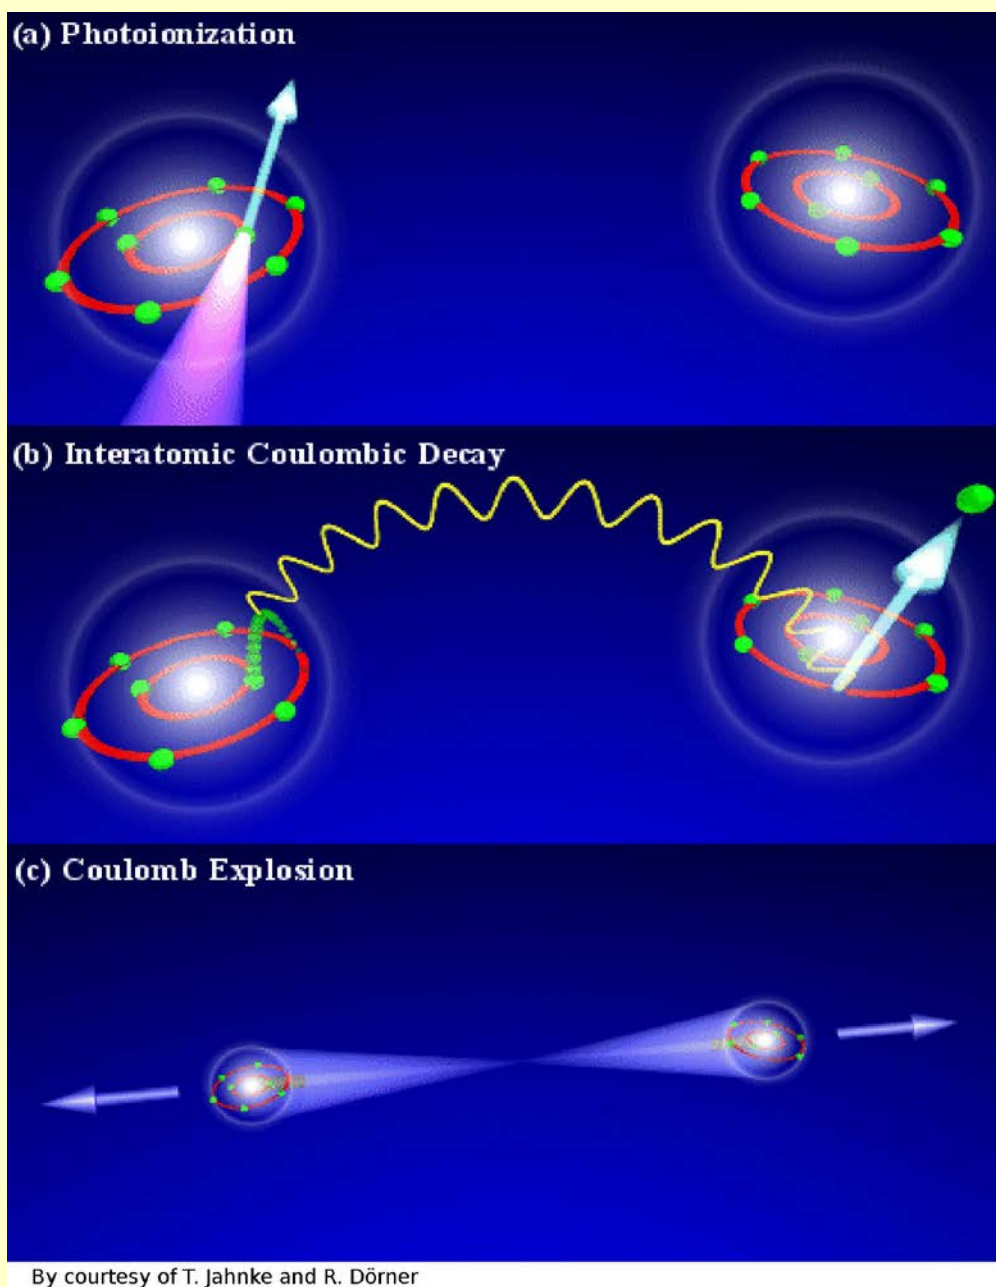 (a) Photoionization
(b) Interatomic Coulombic Decay
(c) Coulomb Explosion
By courtesy of T. Jahnke and R. Dörner